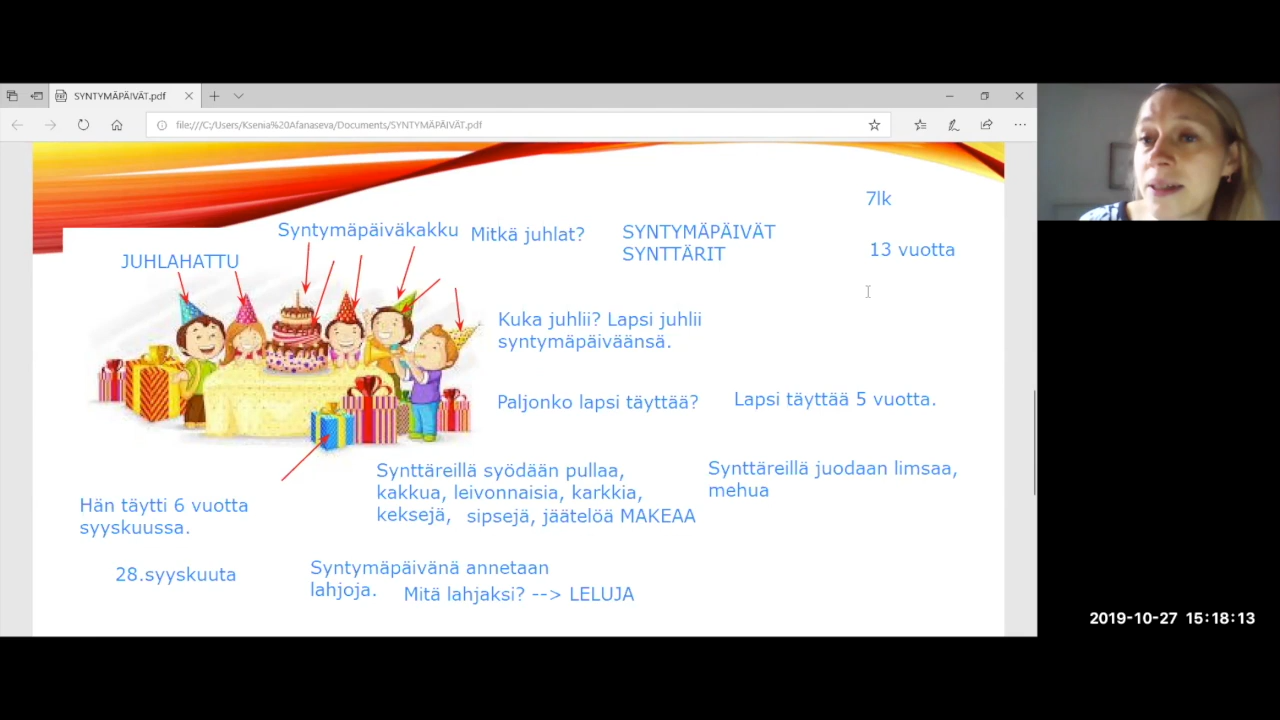 SYNTYMÄPÄIVÄT.pdf
file:///C:/Users/Ksenia%20Afanaseva/Documents/SYNTYMÄPÄIVÄT.pdf
7lk
Syntymäpäiväkakku
Mitkä juhlat?
SYNTYMÄPÄIVÄT
SYNTTÄRIT
13 vuotta
JUHLAHATTU
Kuka juhlii? Lapsi juhlii
syntymäpäiväänsä.
Paljonko lapsi täyttää?
Lapsi täyttää 5 vuotta.
Synttäreillä syödään pullaa,
kakkua, leivonnaisia, karkkia,
keksejä, sipsejä, jäätelöä MAKEAA
Synttäreillä juodaan limsaa,
mehua
Hän täytti 6 vuotta
syyskuussa.
28.syyskuuta
Syntymäpäivänä annetaan
lahjoja.
Mitä lahjaksi? --> LELUJA
2019-10-27 15:18:13